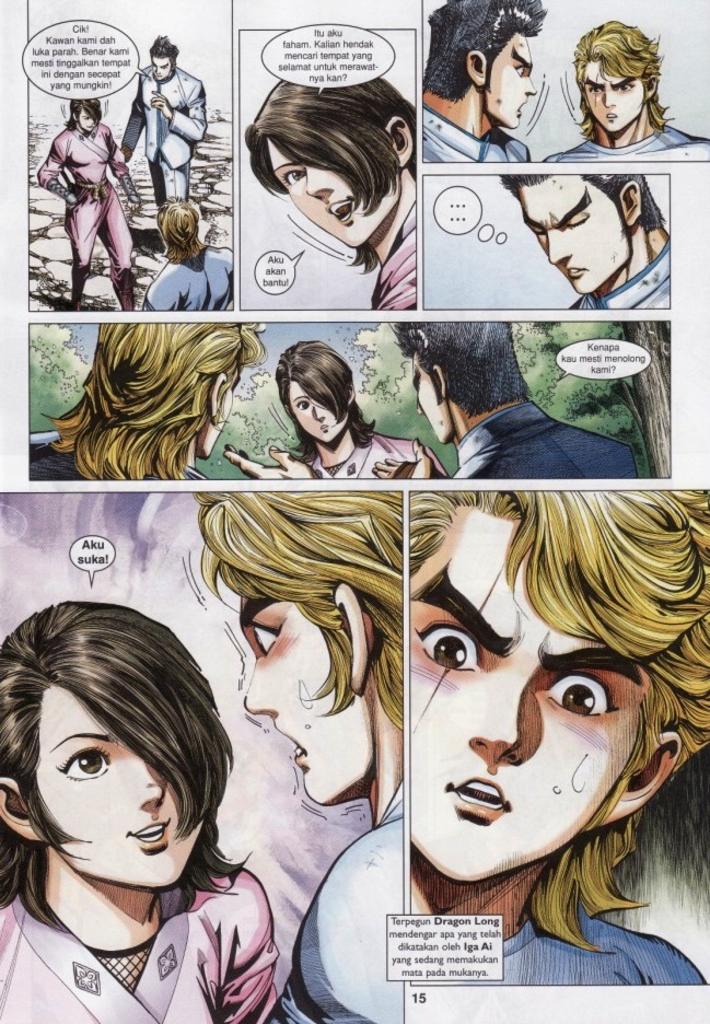 Cik!
Kawan kami dah
luka parah. Benar kami
mesti tinggalkan tempat
ini dengan secepat
yang mungkin!
Itu aku
faham. Kalian hendak
mencari tempat yang
selamat untuk merawat-
nya kan?
Aku
akan
bantu!
...
...
Kenapa
kau mesti menolong
kami?
Aku
suka!
Terpegun Dragon Long
mendengar apa yang telah
dikatakan oleh Iga Ai
yang sedang memakukan
mata pada mukanya.
15